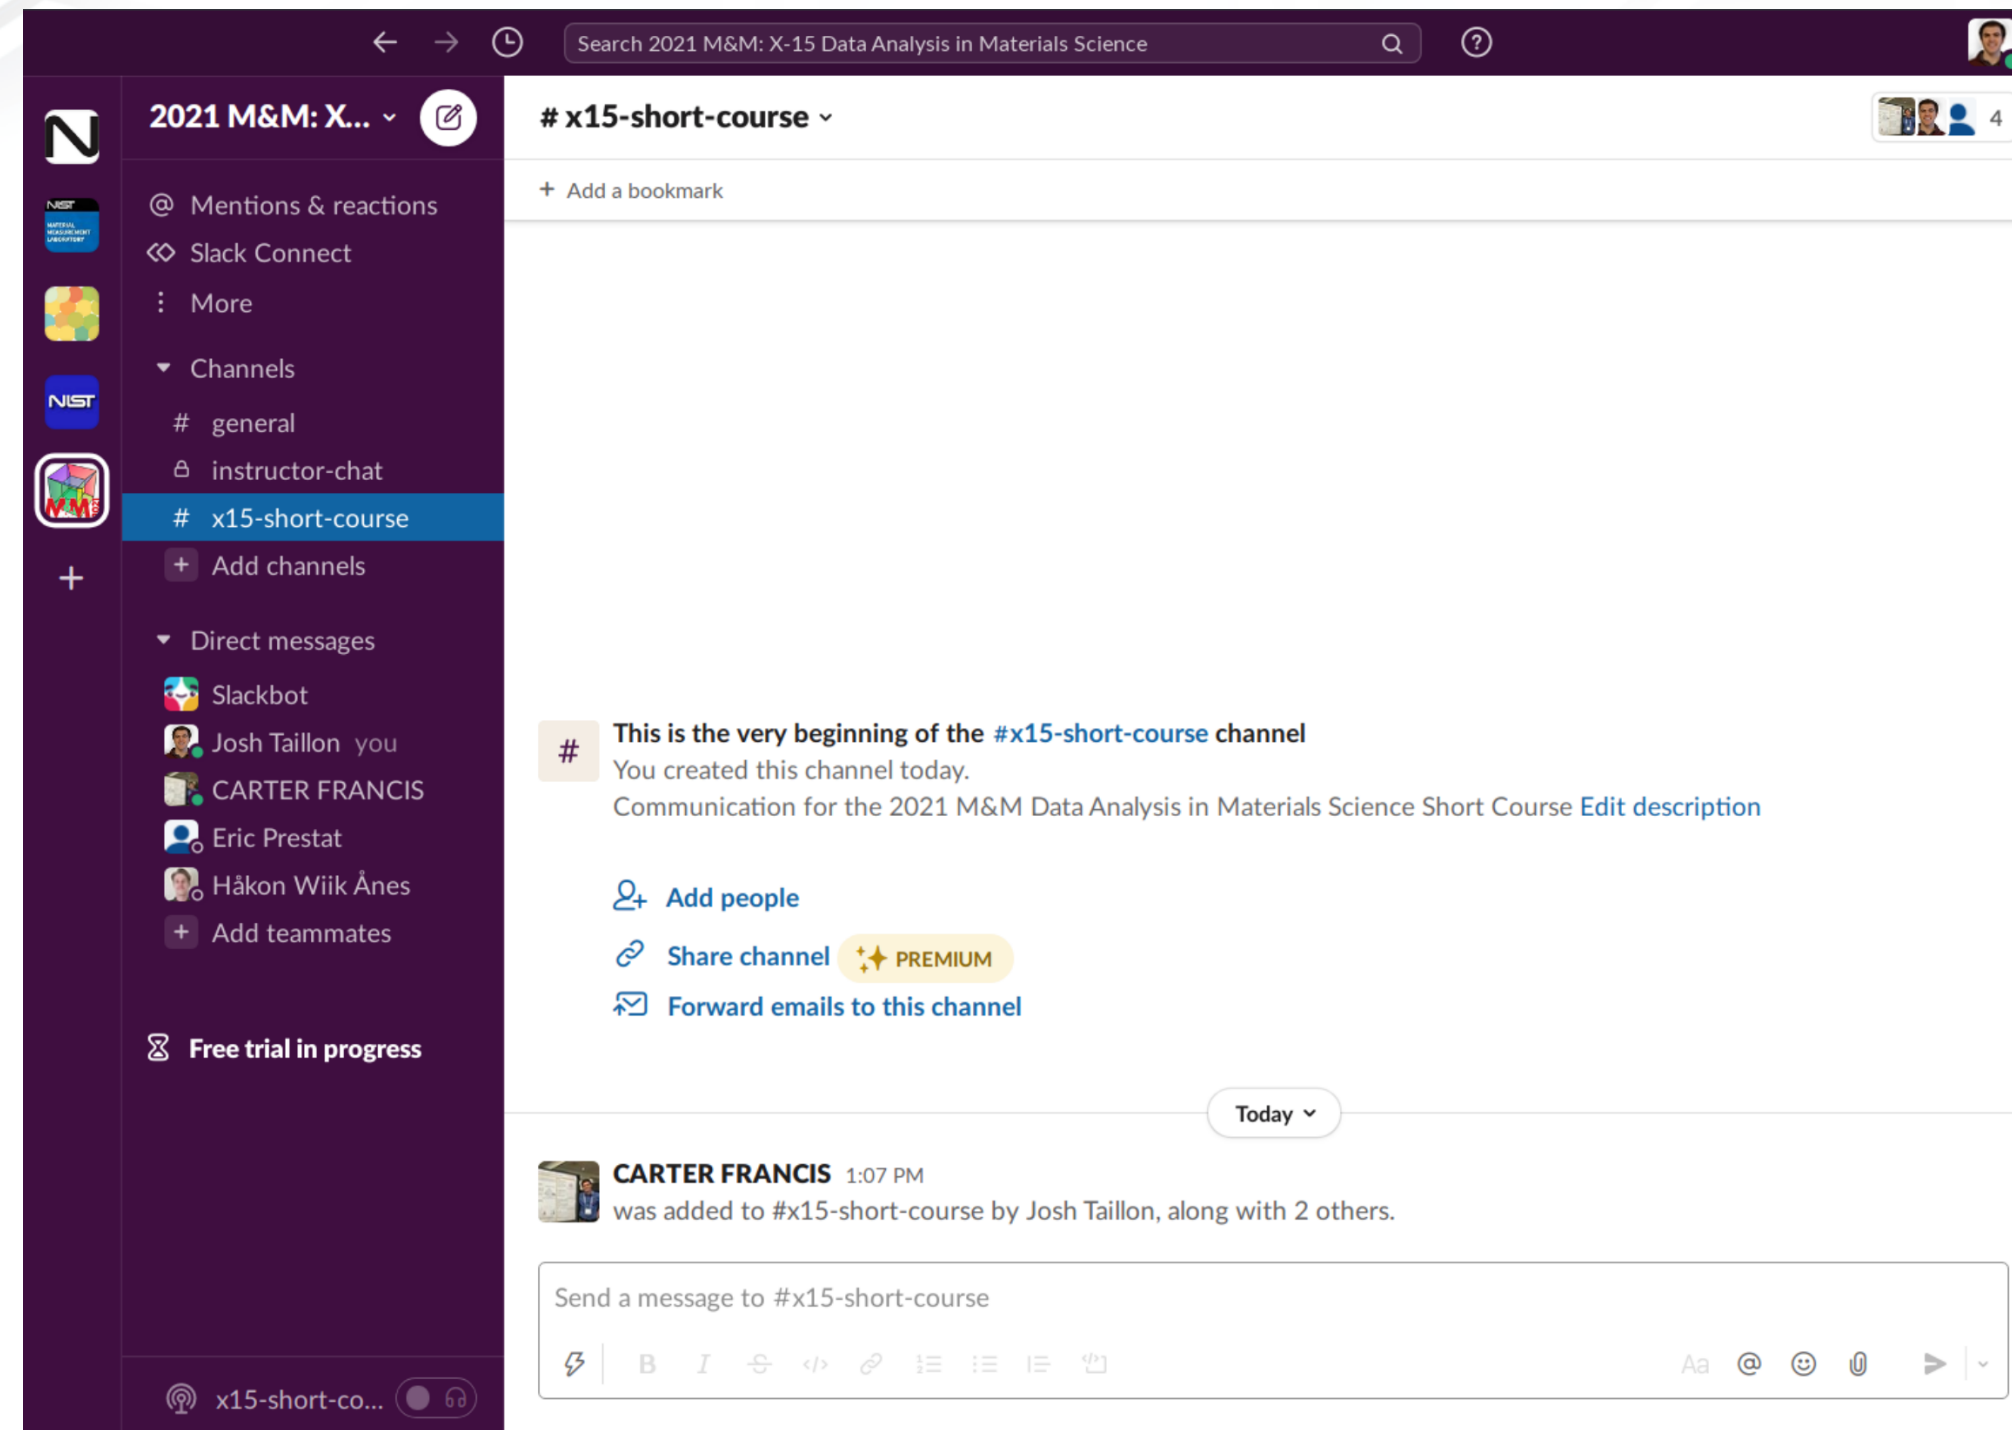 Search 2021 M&M: X-15 Data Analysis in Materials Science
2021 M&M: X...
# x15-short-course
4
+ Add a bookmark
NIST
MATERIAL
MEASUREMENT
LABORATORY
NIST
M&M
@ Mentions & reactions
Slack Connect
More
Channels
# general
instructor-chat
# x15-short-course
+ Add channels
Direct messages
Slackbot
Josh Taillon you
CARTER FRANCIS
Eric Prestat
Håkon Wiik Ånes
+ Add teammates
Free trial in progress
x15-short-co...
# This is the very beginning of the #x15-short-course channel
You created this channel today.
Communication for the 2021 M&M Data Analysis in Materials Science Short Course Edit description
Add people
Share channel PREMIUM
Forward emails to this channel
Today
CARTER FRANCIS 1:07 PM
was added to #x15-short-course by Josh Taillon, along with 2 others.
Send a message to #x15-short-course
B I S </> Aa @